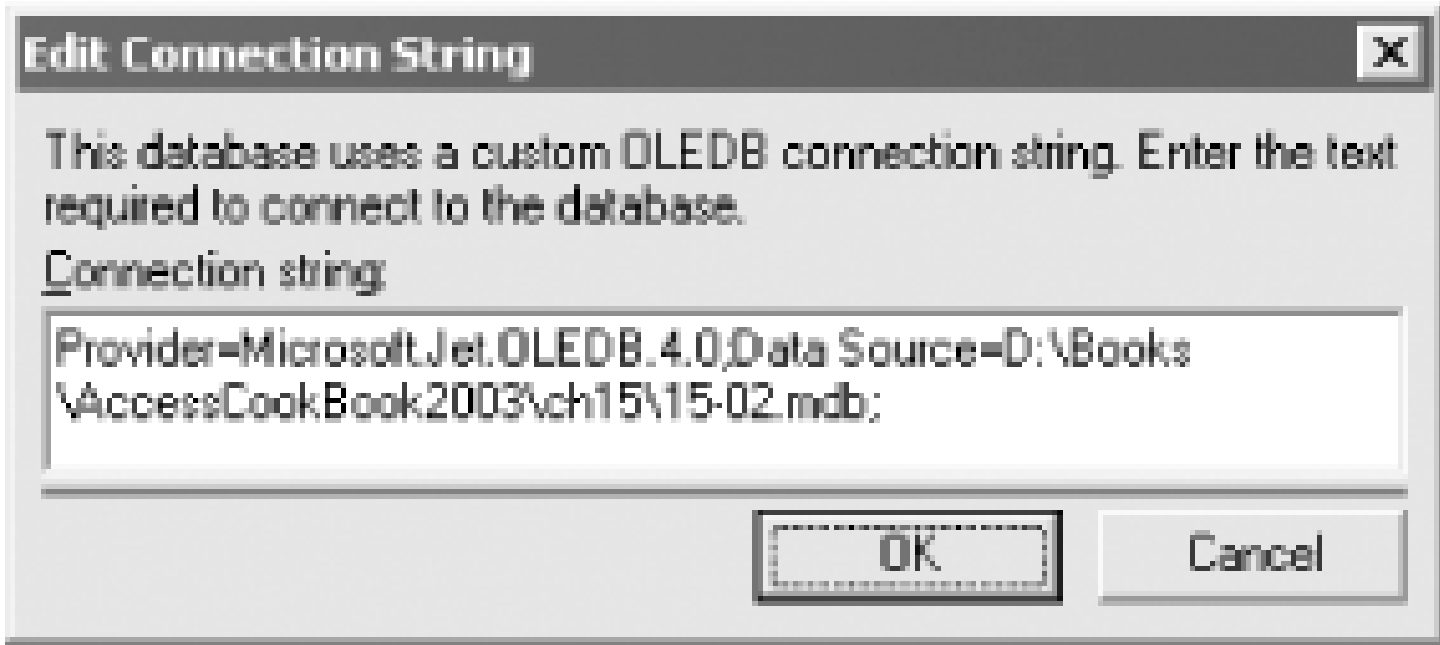 Edit Connection String
This database uses a custom OLEDB connection string. Enter the text
required to connect to the database.
Connection string:
Provider=Microsoft.Jet.OLEDB.4.0;Data Source=D:\Books
\AccessCookBook2003\ch15\15-02.mdb;
OK Cancel